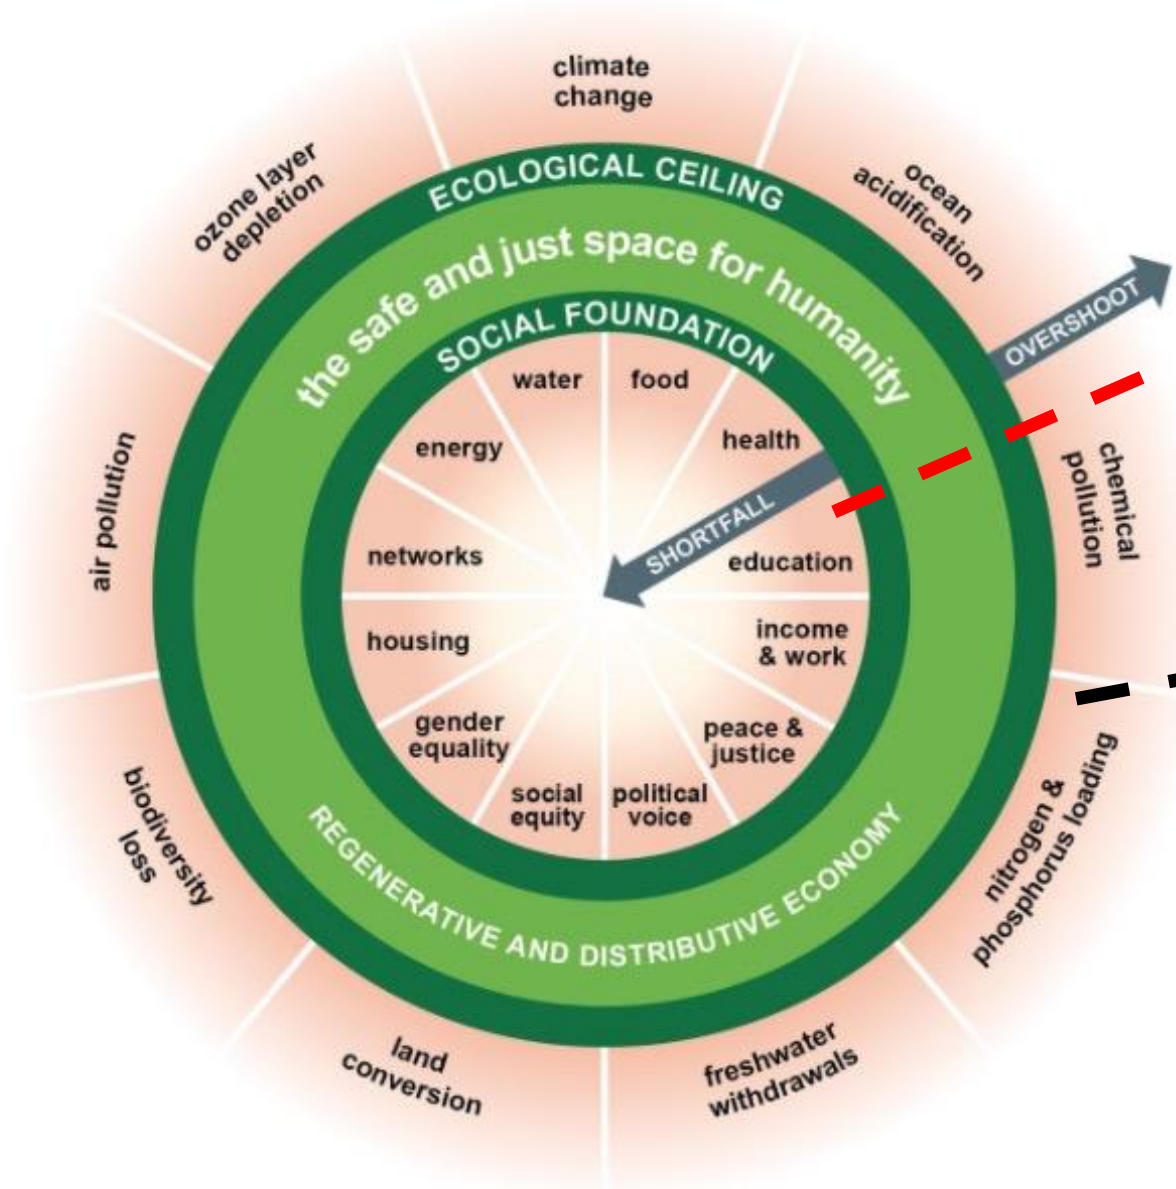 climate
change
ocean
acidification
chemical
pollution
nitrogen &
phosphorus loading
freshwater
withdrawals
land
conversion
biodiversity
loss
air pollution
ozone layer
depletion
ECOLOGICAL CEILING
the safe and just space for humanity
SOCIAL FOUNDATION
OVERSHOOT
SHORTFALL
water
food
health
education
income
& work
peace &
justice
political
voice
social
equity
gender
equality
housing
networks
energy
REGENERATIVE AND DISTRIBUTIVE ECONOMY